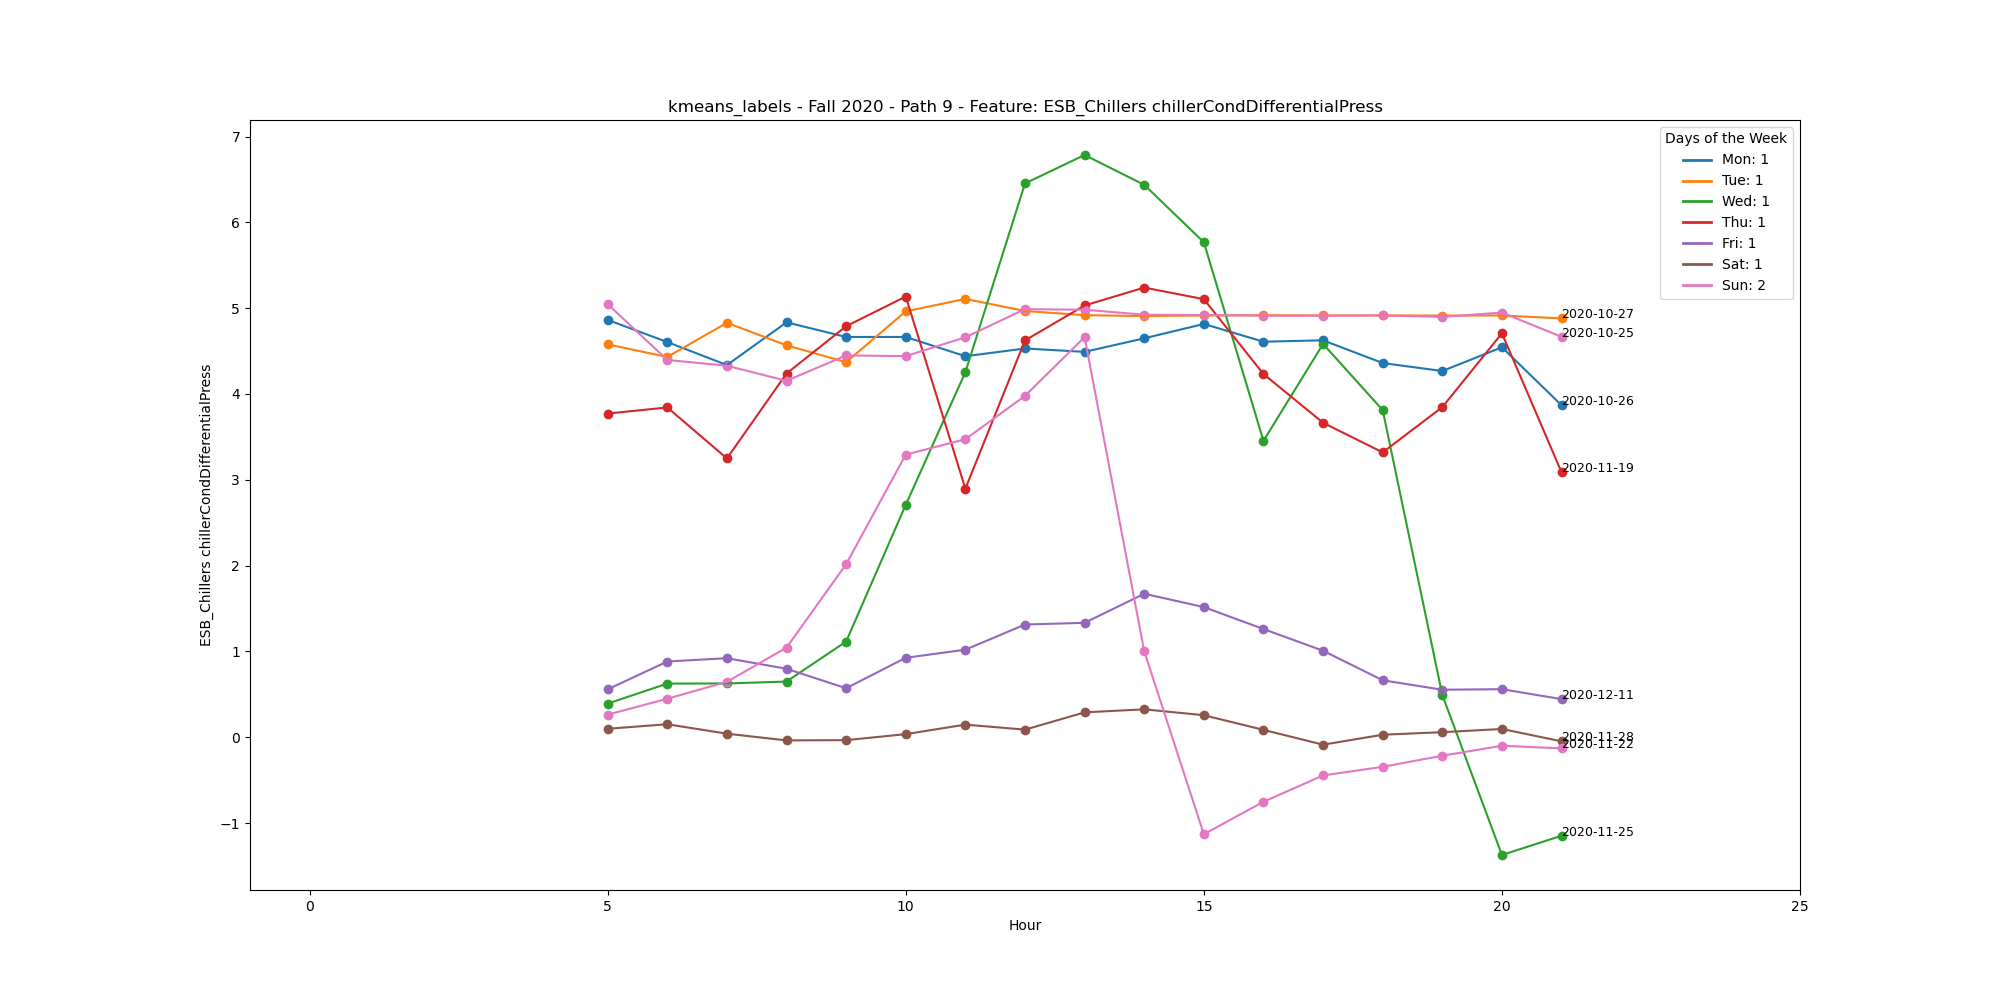 kmeans_labels - Fall 2020 - Path 9 - Feature: ESB_Chillers chillerCondDifferentialPress
Days of the Week
Mon: 1
Tue: 1
Wed: 1
Thu: 1
Fri: 1
Sat: 1
Sun: 2
7
6
5
4
3
2
1
0
−1
ESB_Chillers chillerCondDifferentialPress
2020-10-27
2020-10-25
2020-10-26
2020-11-19
2020-12-11
2020-11-28
2020-11-22
2020-11-25
0
5
10
15
20
25
Hour